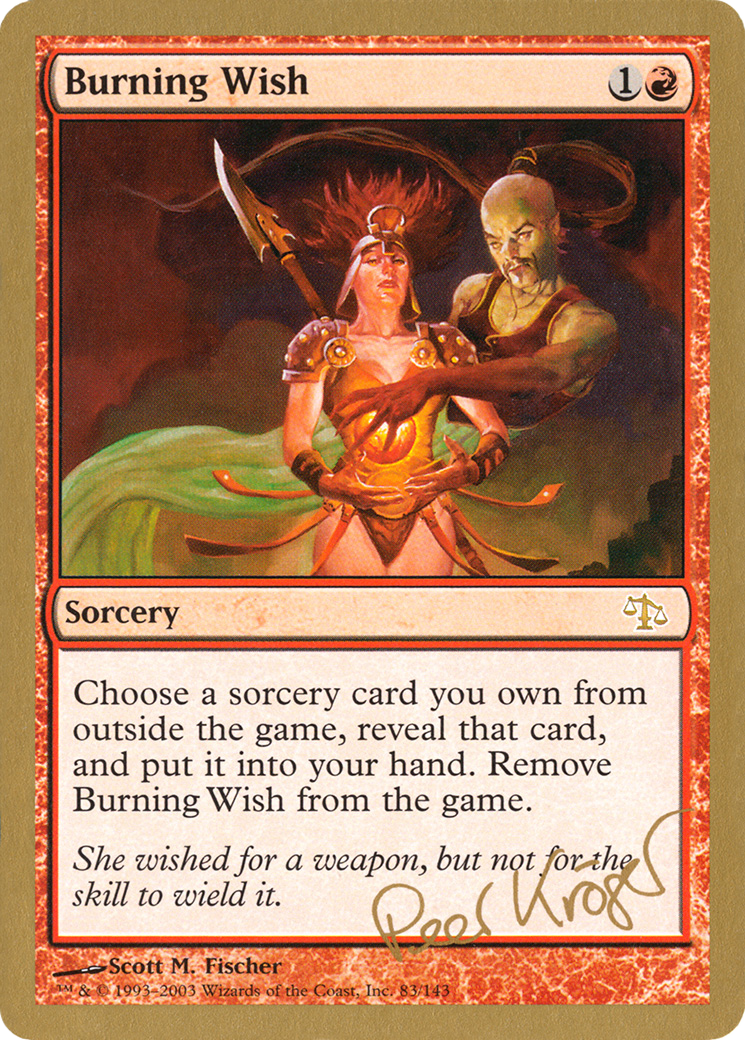 Burning Wish 1
Sorcery
Choose a sorcery card you own from
outside the game, reveal that card,
and put it into your hand. Remove
Burning Wish from the game.
She wished for a weapon, but not for the
skill to wield it.
Peer Kröger
Scott M. Fischer
™ & © 1993–2003 Wizards of the Coast, Inc. 83/143